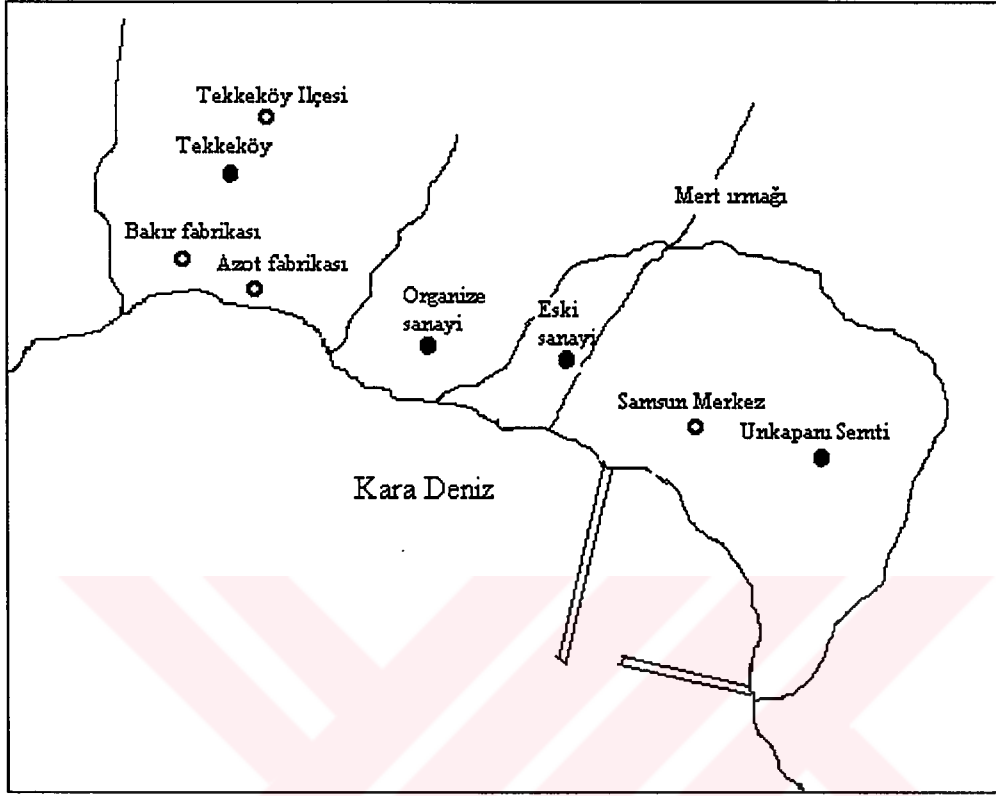 Tekkeköy Ilçesi
Tekkeköy
Mert ırmağı
Bakır fabrikası
Azot fabrikası
Organize
sanayi
Eski
sanayi
Samsun Merkez
Unkapanı Semti
Kara Deniz